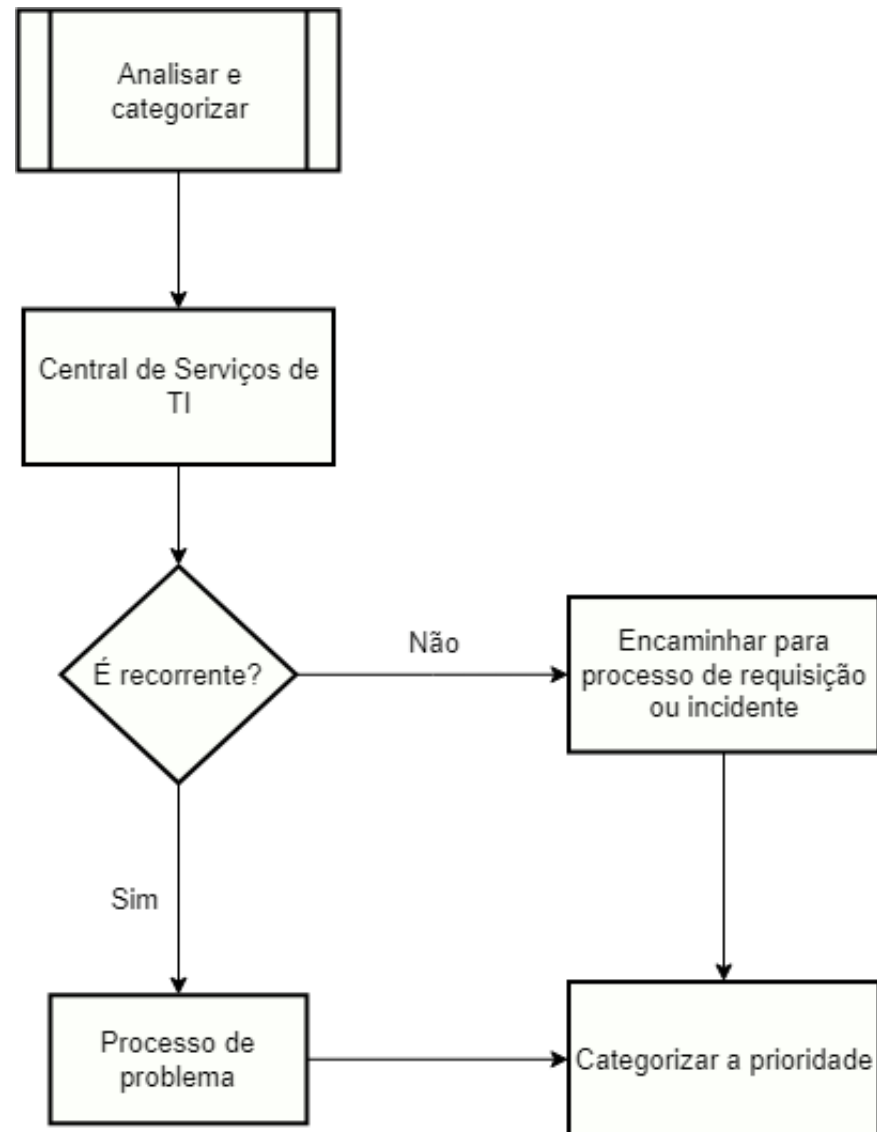 Analisar e
categorizar
Central de Serviços de
TI
É recorrente?
Não
Encaminhar para
processo de requisição
ou incidente
Sim
Processo de
problema
Categorizar a prioridade